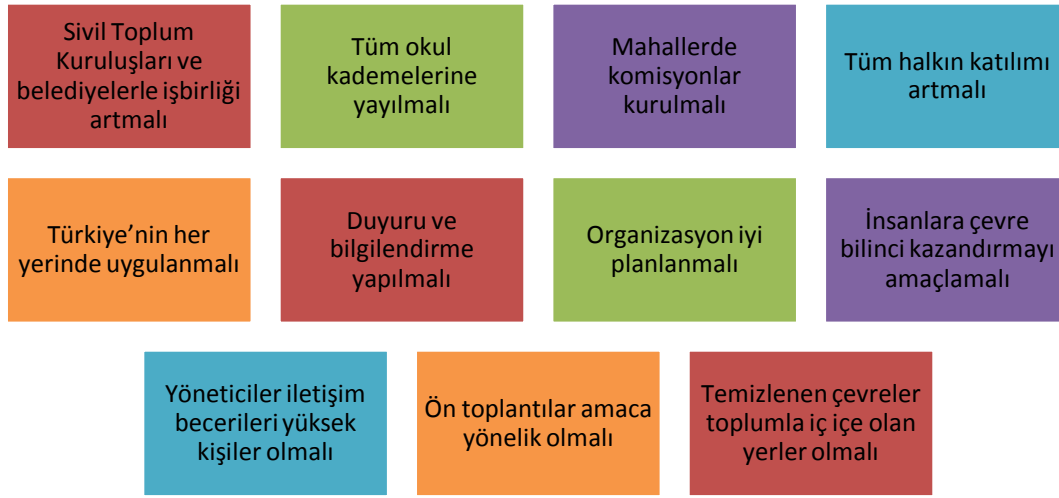 Sivil Toplum
Kuruluşları ve
belediyelerle işbirliği
artmalı
Tüm okul
kademelerine
yayılmalı
Mahallerde
komisyonlar
kurulmalı
Tüm halkın katılımı
artmalı
Türkiye’nin her
yerinde uygulanmalı
Duyuru ve
bilgilendirme
yapılmalı
Organizasyon iyi
planlanmalı
İnsanlara çevre
bilinci kazandırmayı
amaçlamalı
Yöneticiler iletişim
becerileri yüksek
kişiler olmalı
Ön toplantılar amaca
yönelik olmalı
Temizlenen çevreler
toplumla iç içe olan
yerler olmalı